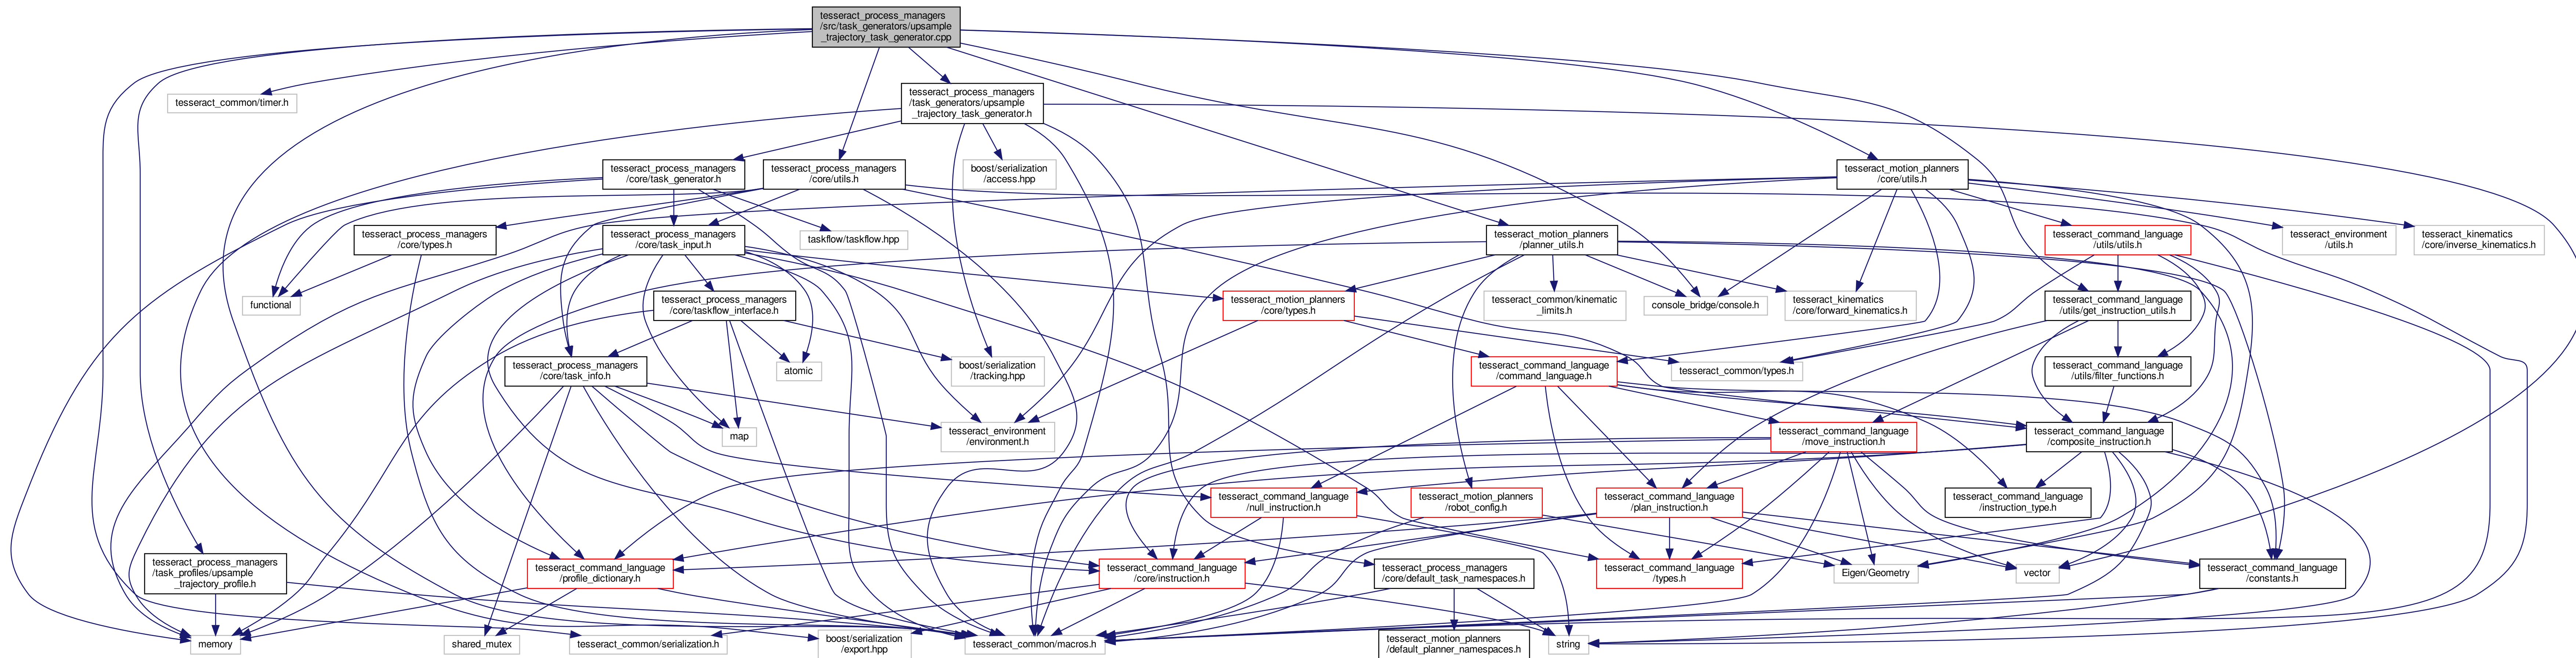 tesseract_process_managers
/src/task_generators/upsample
_trajectory_task_generator.cpp
tesseract_common/timer.h
tesseract_process_managers
/task_generators/upsample
_trajectory_task_generator.h
tesseract_process_managers
/core/task_generator.h
tesseract_process_managers
/core/utils.h
boost/serialization
/access.hpp
tesseract_motion_planners
/core/utils.h
tesseract_process_managers
/core/types.h
tesseract_process_managers
/core/task_input.h
taskflow/taskflow.hpp
tesseract_motion_planners
/planner_utils.h
tesseract_command_language
/utils/utils.h
tesseract_environment
/utils.h
tesseract_kinematics
/core/inverse_kinematics.h
functional
tesseract_process_managers
/core/taskflow_interface.h
tesseract_motion_planners
/core/types.h
tesseract_common/kinematic
_limits.h
console_bridge/console.h
tesseract_kinematics
/core/forward_kinematics.h
tesseract_command_language
/utils/get_instruction_utils.h
tesseract_process_managers
/core/task_info.h
atomic
boost/serialization
/tracking.hpp
tesseract_command_language
/command_language.h
tesseract_common/types.h
tesseract_command_language
/utils/filter_functions.h
map
tesseract_environment
/environment.h
tesseract_command_language
/move_instruction.h
tesseract_command_language
/composite_instruction.h
tesseract_command_language
/null_instruction.h
tesseract_motion_planners
/robot_config.h
tesseract_command_language
/plan_instruction.h
tesseract_command_language
/instruction_type.h
tesseract_process_managers
/task_profiles/upsample
_trajectory_profile.h
tesseract_command_language
/profile_dictionary.h
tesseract_command_language
/core/instruction.h
tesseract_process_managers
/core/default_task_namespaces.h
tesseract_command_language
/types.h
Eigen/Geometry
vector
tesseract_command_language
/constants.h
memory
shared_mutex
tesseract_common/serialization.h
boost/serialization
/export.hpp
tesseract_common/macros.h
tesseract_motion_planners
/default_planner_namespaces.h
string